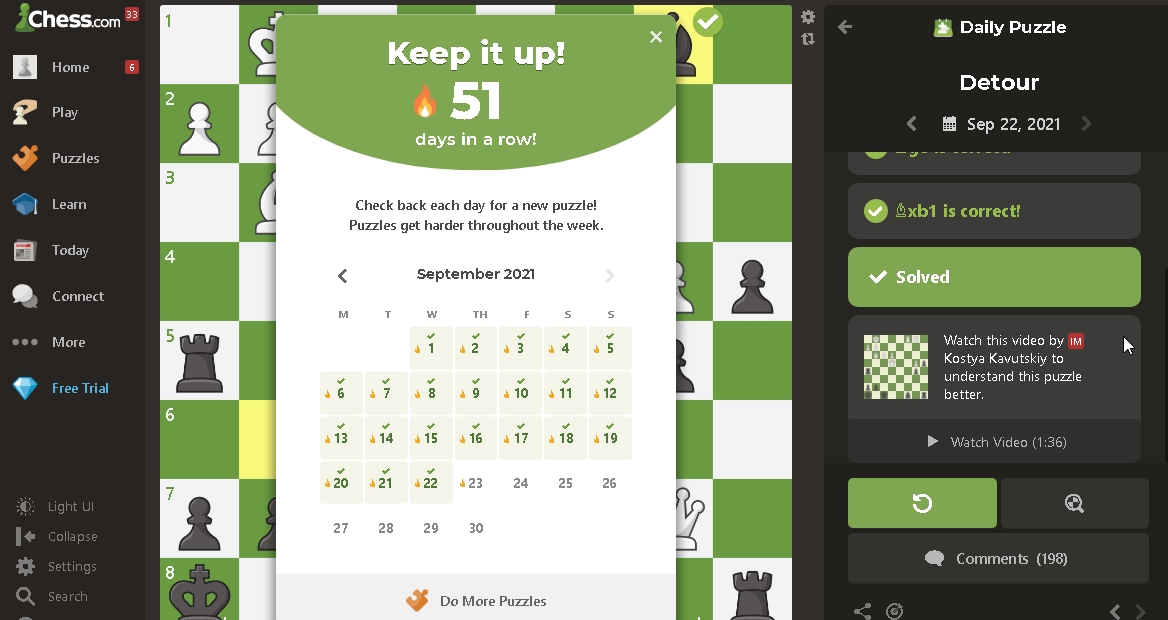 Chess.com 33
Home 6
Play
Puzzles
Learn
Today
Connect
More
Free Trial
Light UI
Collapse
Settings
Search
1
2
3
4
5
6
7
8
Keep it up!
51
days in a row!
Check back each day for a new puzzle!
Puzzles get harder throughout the week.
September 2021
M T W TH F S S
1 2 3 4 5
6 7 8 9 10 11 12
13 14 15 16 17 18 19
20 21 22 23 24 25 26
27 28 29 30
Do More Puzzles
Daily Puzzle
Detour
Sep 22, 2021
xb1 is correct!
Solved
Watch this video by IM
Kostya Kavutskiy to
understand this puzzle
better.
Watch Video (1:36)
Comments (198)